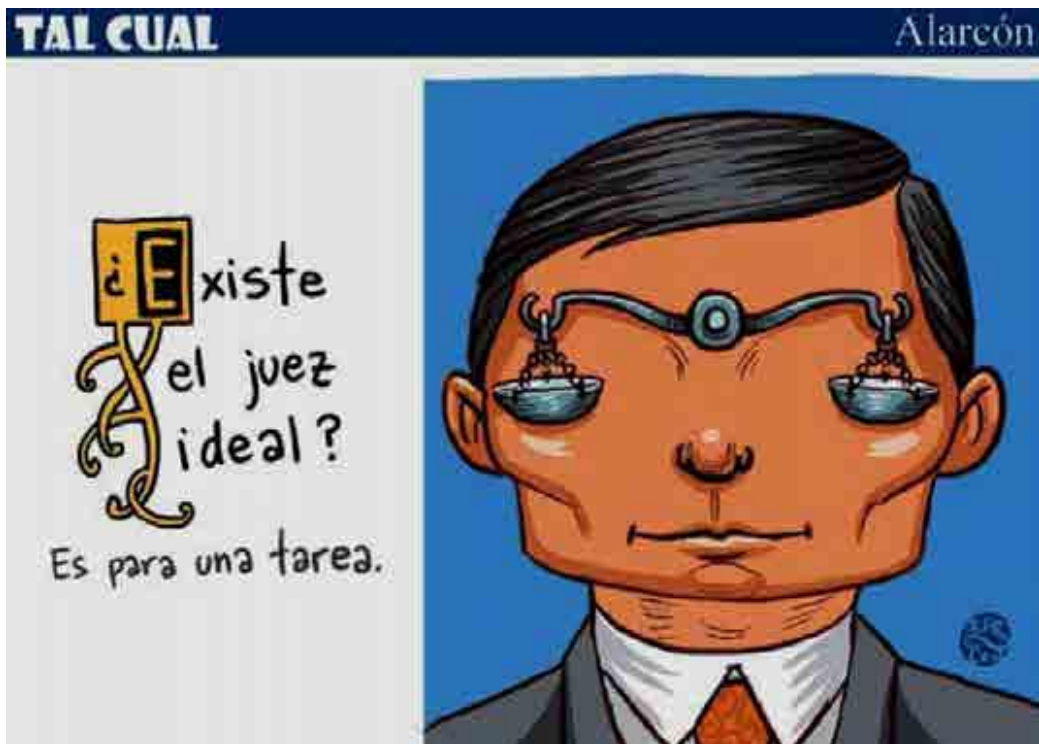 TAL CUAL
Alarcón
¿Existe
el juez
ideal?
Es para una tarea.